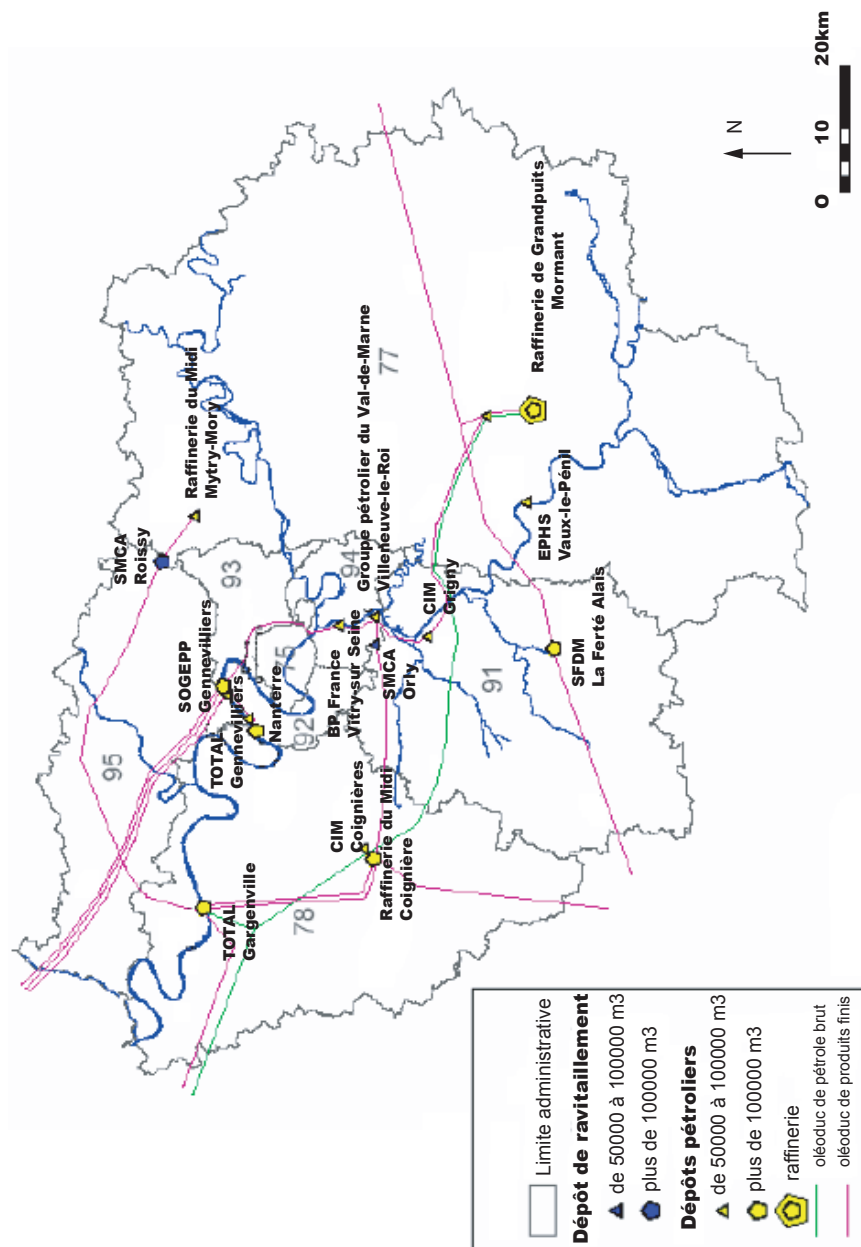 SMCA
Roissy
Raffinerie du Midi
Mytry-Mory
95
93
SOGEPP
Gennevilliers
TOTAL
Gennevilliers
Nanterre
TOTAL
Gargenville
75
92
94
77
78
91
BP France
Vitry-sur Seine
Groupe pétrolier du Val-de-Marne
Villeneuve-le-Roi
SMCA
Orly
CIM
Coignières
Raffinerie du Midi
Coignière
CIM
Grigny
Raffinerie de Grandpuits
Mormant
EPHS
Vaux-le-Pénil
SFDM
La Ferté Alais
N
0 10 20km
Limite administrative
Dépôt de ravitaillement
de 50000 à 100000 m3
plus de 100000 m3
Dépôts pétroliers
de 50000 à 100000 m3
plus de 100000 m3
raffinerie
oléoduc de pétrole brut
oléoduc de produits finis